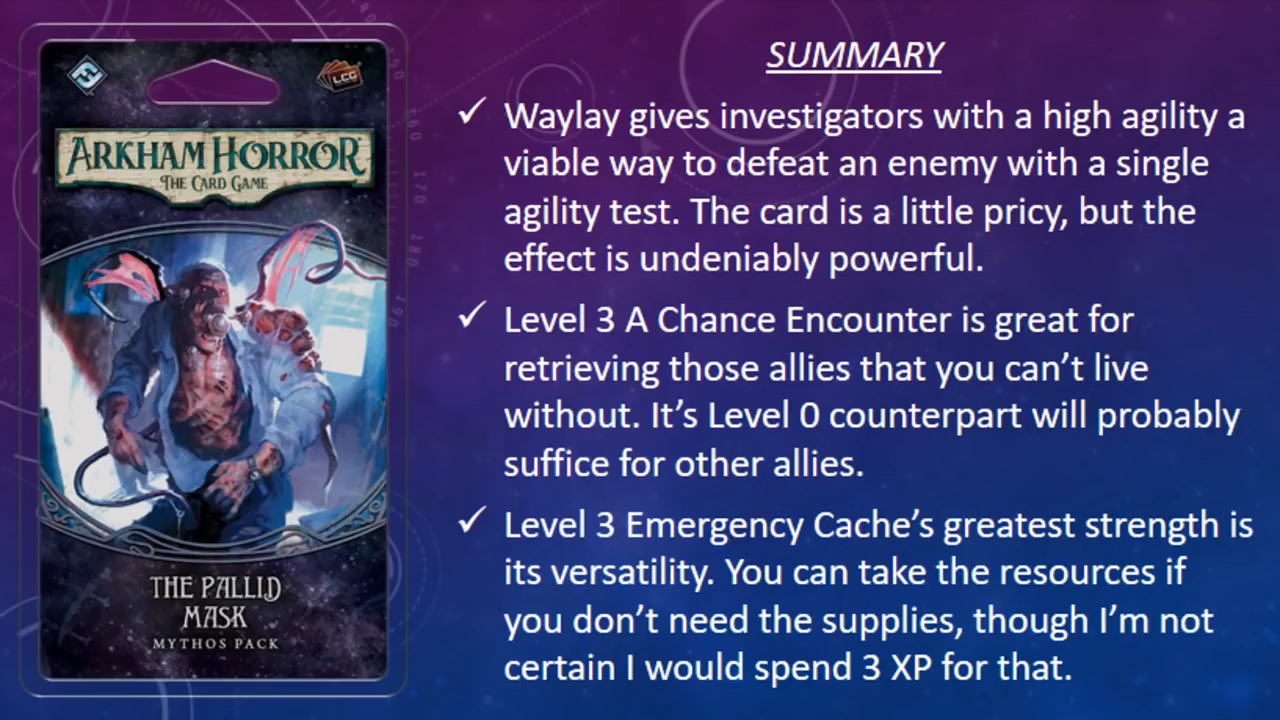 LCG
ARKHAM HORROR
THE CARD GAME
THE PALLID
MASK
MYTHOS PACK
SUMMARY
✓ Waylay gives investigators with a high agility a
viable way to defeat an enemy with a single
agility test. The card is a little pricy, but the
effect is undeniably powerful.
✓ Level 3 A Chance Encounter is great for
retrieving those allies that you can't live
without. It's Level 0 counterpart will probably
suffice for other allies.
✓ Level 3 Emergency Cache's greatest strength is
its versatility. You can take the resources if
you don't need the supplies, though I'm not
certain I would spend 3 XP for that.